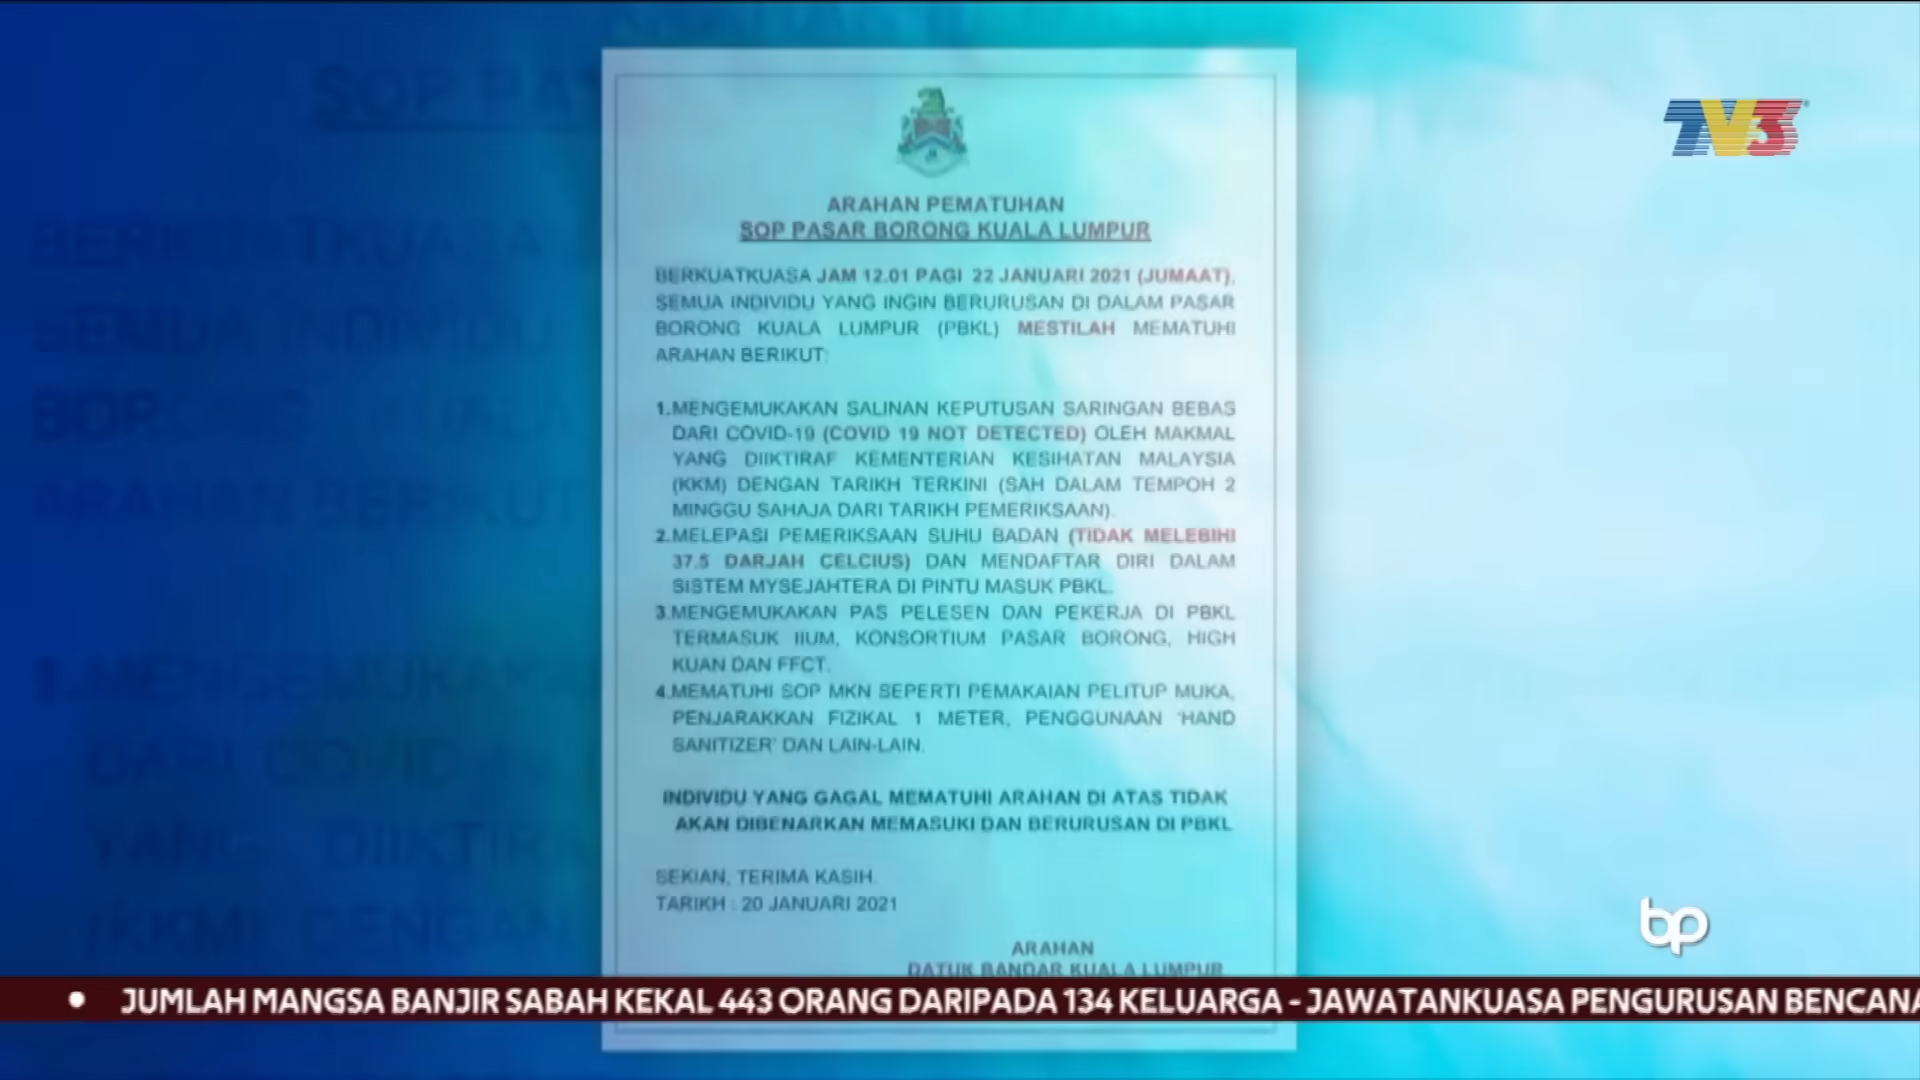 TV3
ARAHAN PEMATUHAN
SOP PASAR BORONG KUALA LUMPUR
BERKUATKUASA JAM 12.01 PAGI 22 JANUARI 2021 (JUMAAT),
SEMUA INDIVIDU YANG INGIN BERURUSAN DI DALAM PASAR
BORONG KUALA LUMPUR (PBKL) MESTILAH MEMATUHI
ARAHAN BERIKUT:
1.MENGEMUKAKAN SALINAN KEPUTUSAN SARINGAN BEBAS
DARI COVID-19 (COVID 19 NOT DETECTED) OLEH MAKMAL
YANG DIIKTIRAF KEMENTERIAN KESIHATAN MALAYSIA
(KKM) DENGAN TARIKH TERKINI (SAH DALAM TEMPOH 2
MINGGU SAHAJA DARI TARIKH PEMERIKSAAN).
2.MELEPASI PEMERIKSAAN SUHU BADAN (TIDAK MELEBIHI
37.5 DARJAH CELCIUS) DAN MENDAFTAR DIRI DALAM
SISTEM MYSEJAHTERA DI PINTU MASUK PBKL.
3.MENGEMUKAKAN PAS PELESEN DAN PEKERJA DI PBKL
TERMASUK IIUM, KONSORTIUM PASAR BORONG, HIGH
KUAN DAN FFCT.
4.MEMATUHI SOP MKN SEPERTI PEMAKAIAN PELITUP MUKA,
PENJARAKKAN FIZIKAL 1 METER, PENGGUNAAN 'HAND
SANITIZER' DAN LAIN-LAIN.
INDIVIDU YANG GAGAL MEMATUHI ARAHAN DI ATAS TIDAK
AKAN DIBENARKAN MEMASUKI DAN BERURUSAN DI PBKL
SEKIAN, TERIMA KASIH.
TARIKH : 20 JANUARI 2021
ARAHAN
DATUK BANDAR KUALA LUMPUR
bp
• JUMLAH MANGSA BANJIR SABAH KEKAL 443 ORANG DARIPADA 134 KELUARGA - JAWATANKUASA PENGURUSAN BENCANA